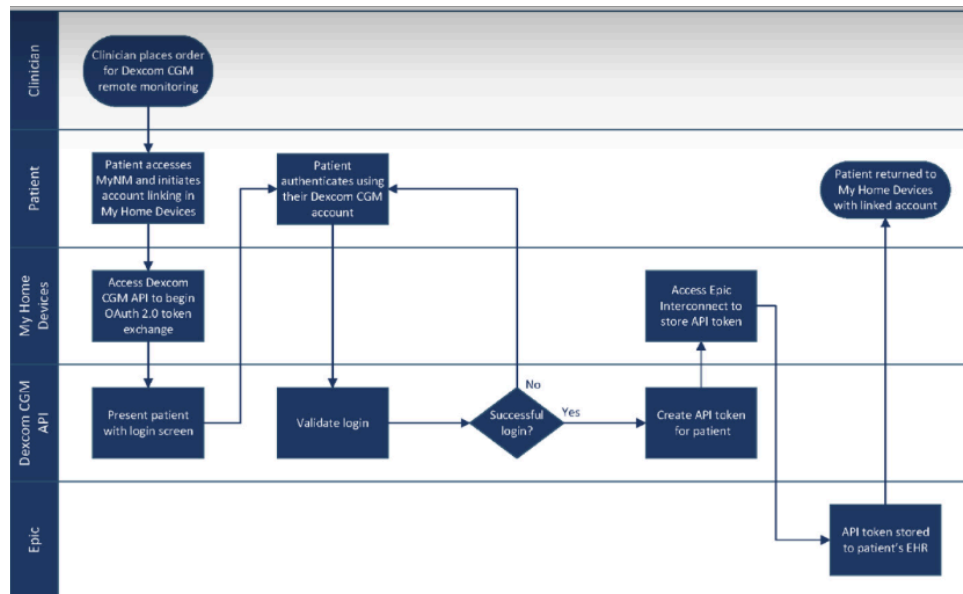 Clinician
Clinician places order
for Dexcom CGM
remote monitoring
Patient
Patient accesses
MyNM and initiates
account linking in
My Home Devices
Patient
authenticates using
their Dexcom CGM
account
Patient returned to
My Home Devices
with linked account
My Home
Devices
Access Dexcom
CGM API to begin
OAuth 2.0 token
exchange
Access Epic
Interconnect to
store API token
Dexcom CGM
API
Present patient
with login screen
Validate login
Successful
login?
No
Yes
Create API token
for patient
Epic
API token stored
to patient's EHR